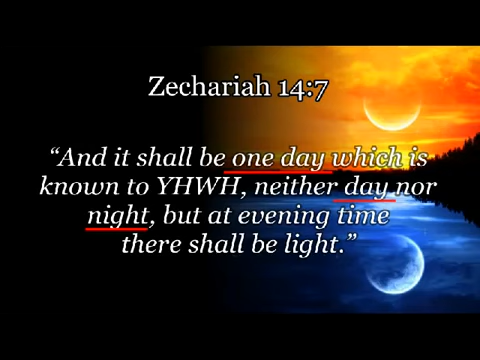 Zechariah 14:7
“And it shall be one day which is
known to YHWH, neither day nor
night, but at evening time
there shall be light.”